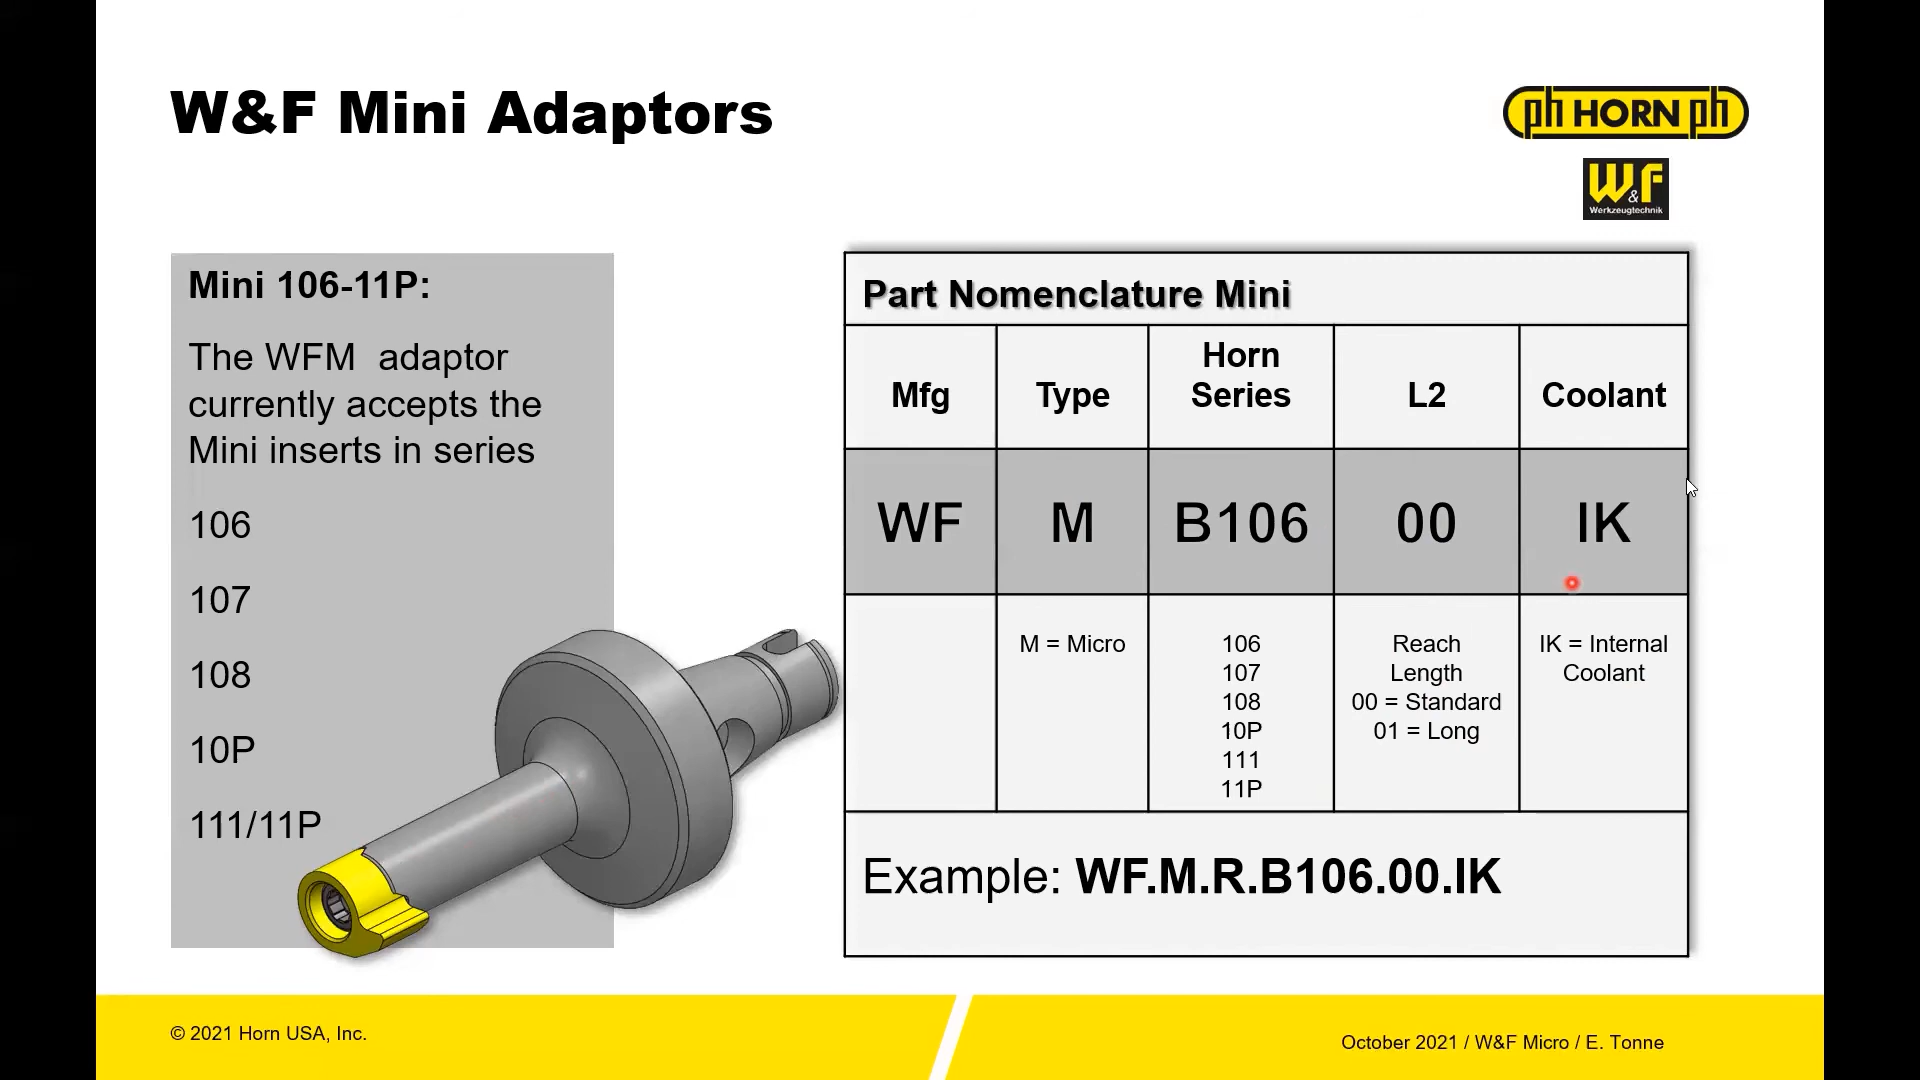 W&F Mini Adaptors
ph HORN ph
W&F
Werkzeugtechnik
Mini 106-11P:
The WFM adaptor
currently accepts the
Mini inserts in series
106
107
108
10P
111/11P
Part Nomenclature Mini
Mfg Type Horn Series L2 Coolant
WF M B106 00 IK
M = Micro
106
107
108
10P
111
11P
Reach
Length
00 = Standard
01 = Long
IK = Internal
Coolant
Example: WF.M.R.B106.00.IK
© 2021 Horn USA, Inc.
October 2021 / W&F Micro / E. Tonne